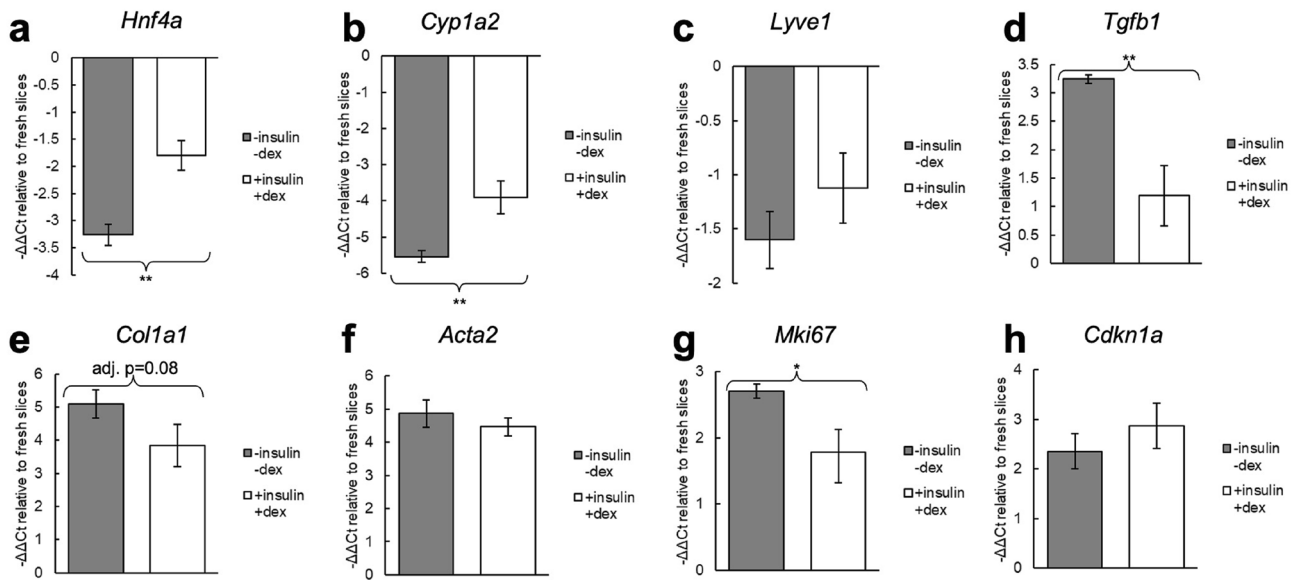 a
Hnf4a
-ΔΔCt relative to fresh slices
0
-0.5
-1
-1.5
-2
-2.5
-3
-3.5
-4
**
-insulin
-dex
+insulin
+dex
b
Cyp1a2
-ΔΔCt relative to fresh slices
0
-1
-2
-3
-4
-5
-6
**
-insulin
-dex
+insulin
+dex
c
Lyve1
-ΔΔCt relative to fresh slices
0
-0.5
-1
-1.5
-2
-insulin
-dex
+insulin
+dex
d
Tgfb1
-ΔΔCt relative to fresh slices
**
3.5
3
2.5
2
1.5
1
0.5
0
-insulin
-dex
+insulin
+dex
e
Col1a1
adj. p=0.08
-ΔΔCt relative to fresh slices
6
5
4
3
2
1
0
-insulin
-dex
+insulin
+dex
f
Acta2
-ΔΔCt relative to fresh slices
6
5
4
3
2
1
0
-insulin
-dex
+insulin
+dex
g
Mki67
*
-ΔΔCt relative to fresh slices
3
2
1
0
-insulin
-dex
+insulin
+dex
h
Cdkn1a
-ΔΔCt relative to fresh slices
4
3
2
1
0
-insulin
-dex
+insulin
+dex